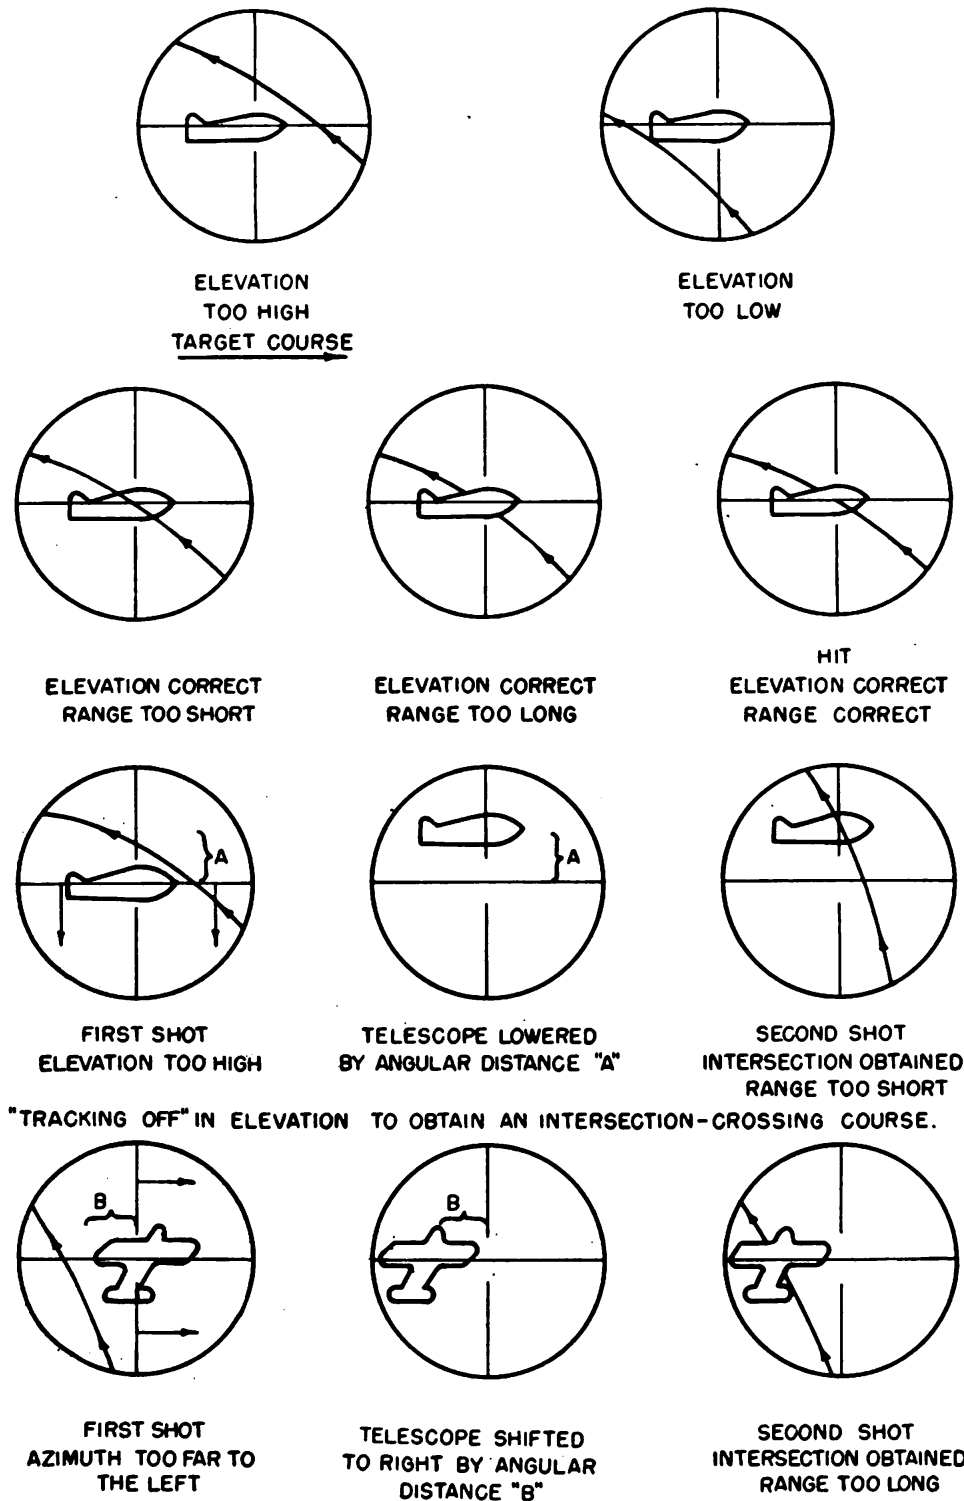 ELEVATION
TOO HIGH
TARGET COURSE
ELEVATION
TOO LOW
ELEVATION CORRECT
RANGE TOO SHORT
ELEVATION CORRECT
RANGE TOO LONG
HIT
ELEVATION CORRECT
RANGE CORRECT
A
FIRST SHOT
ELEVATION TOO HIGH
A
TELESCOPE LOWERED
BY ANGULAR DISTANCE "A"
SECOND SHOT
INTERSECTION OBTAINED
RANGE TOO SHORT
"TRACKING OFF" IN ELEVATION TO OBTAIN AN INTERSECTION-CROSSING COURSE.
B
FIRST SHOT
AZIMUTH TOO FAR TO
THE LEFT
B
TELESCOPE SHIFTED
TO RIGHT BY ANGULAR
DISTANCE "B"
SECOND SHOT
INTERSECTION OBTAINED
RANGE TOO LONG